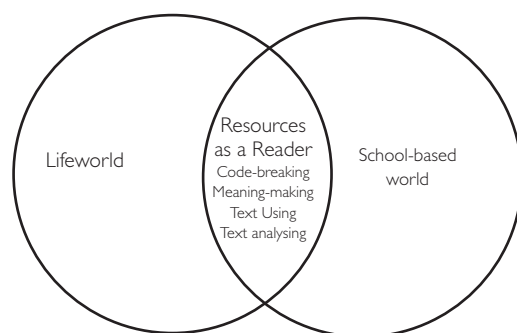 Lifeworld
Resources
as a Reader
Code-breaking
Meaning-making
Text Using
Text analysing
School-based
world